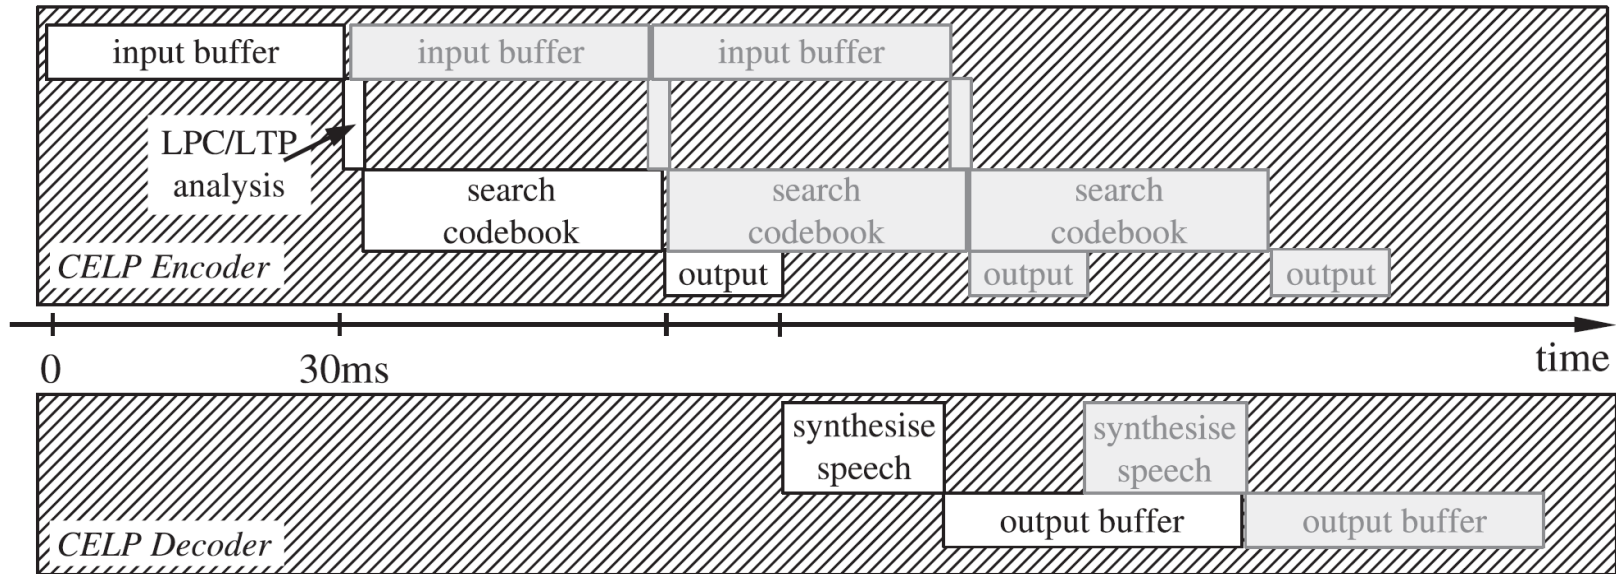 input buffer input buffer input buffer
LPC/LTP
analysis
search search search
codebook codebook codebook
CELP Encoder
output output output
0 30ms time
synthesise synthesise
speech speech
output buffer output buffer
CELP Decoder